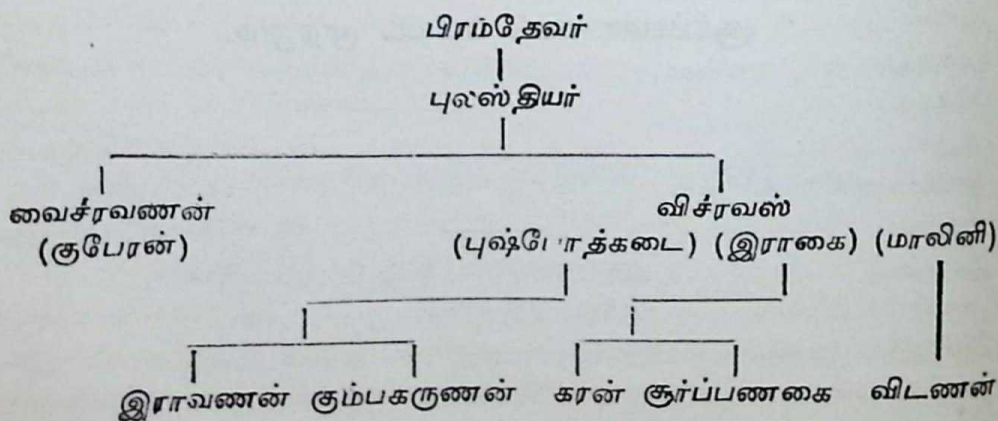 பிரம்தேவர்
புலஸ்தியர்
வைச்ரவணன் விச்ரவஸ்
(குபேரன்) (இராகை) (மாலினி)
இராவணன் கும்பகருணன் கரன் சூர்ப்பணகை விடணன்